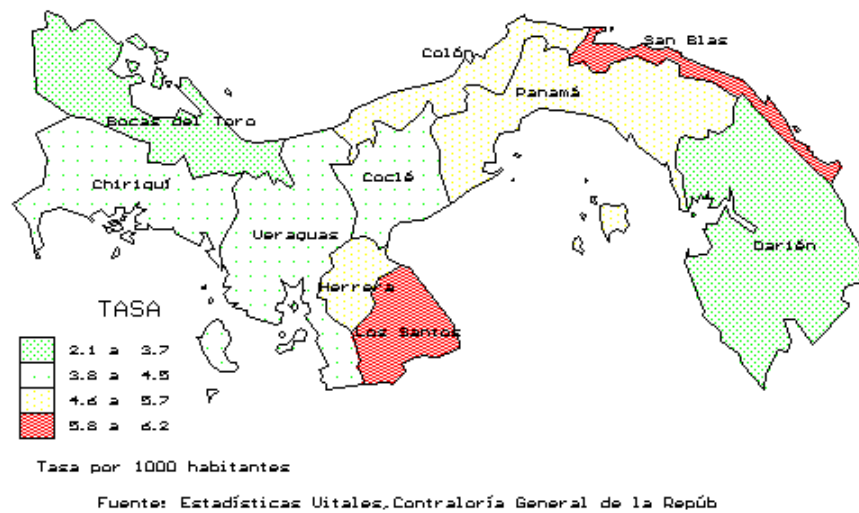 San Blas
Colón
Panamá
Bocas del Toro
Chiriquí
Coclé
Veraguas
Darién
Herrera
Los Santos
TASA
2.1 a 3.7
3.8 a 4.5
4.6 a 5.7
5.8 a 6.2
Tasa por 1000 habitantes
Fuente: Estadísticas Vitales,Contraloría General de la Repúb